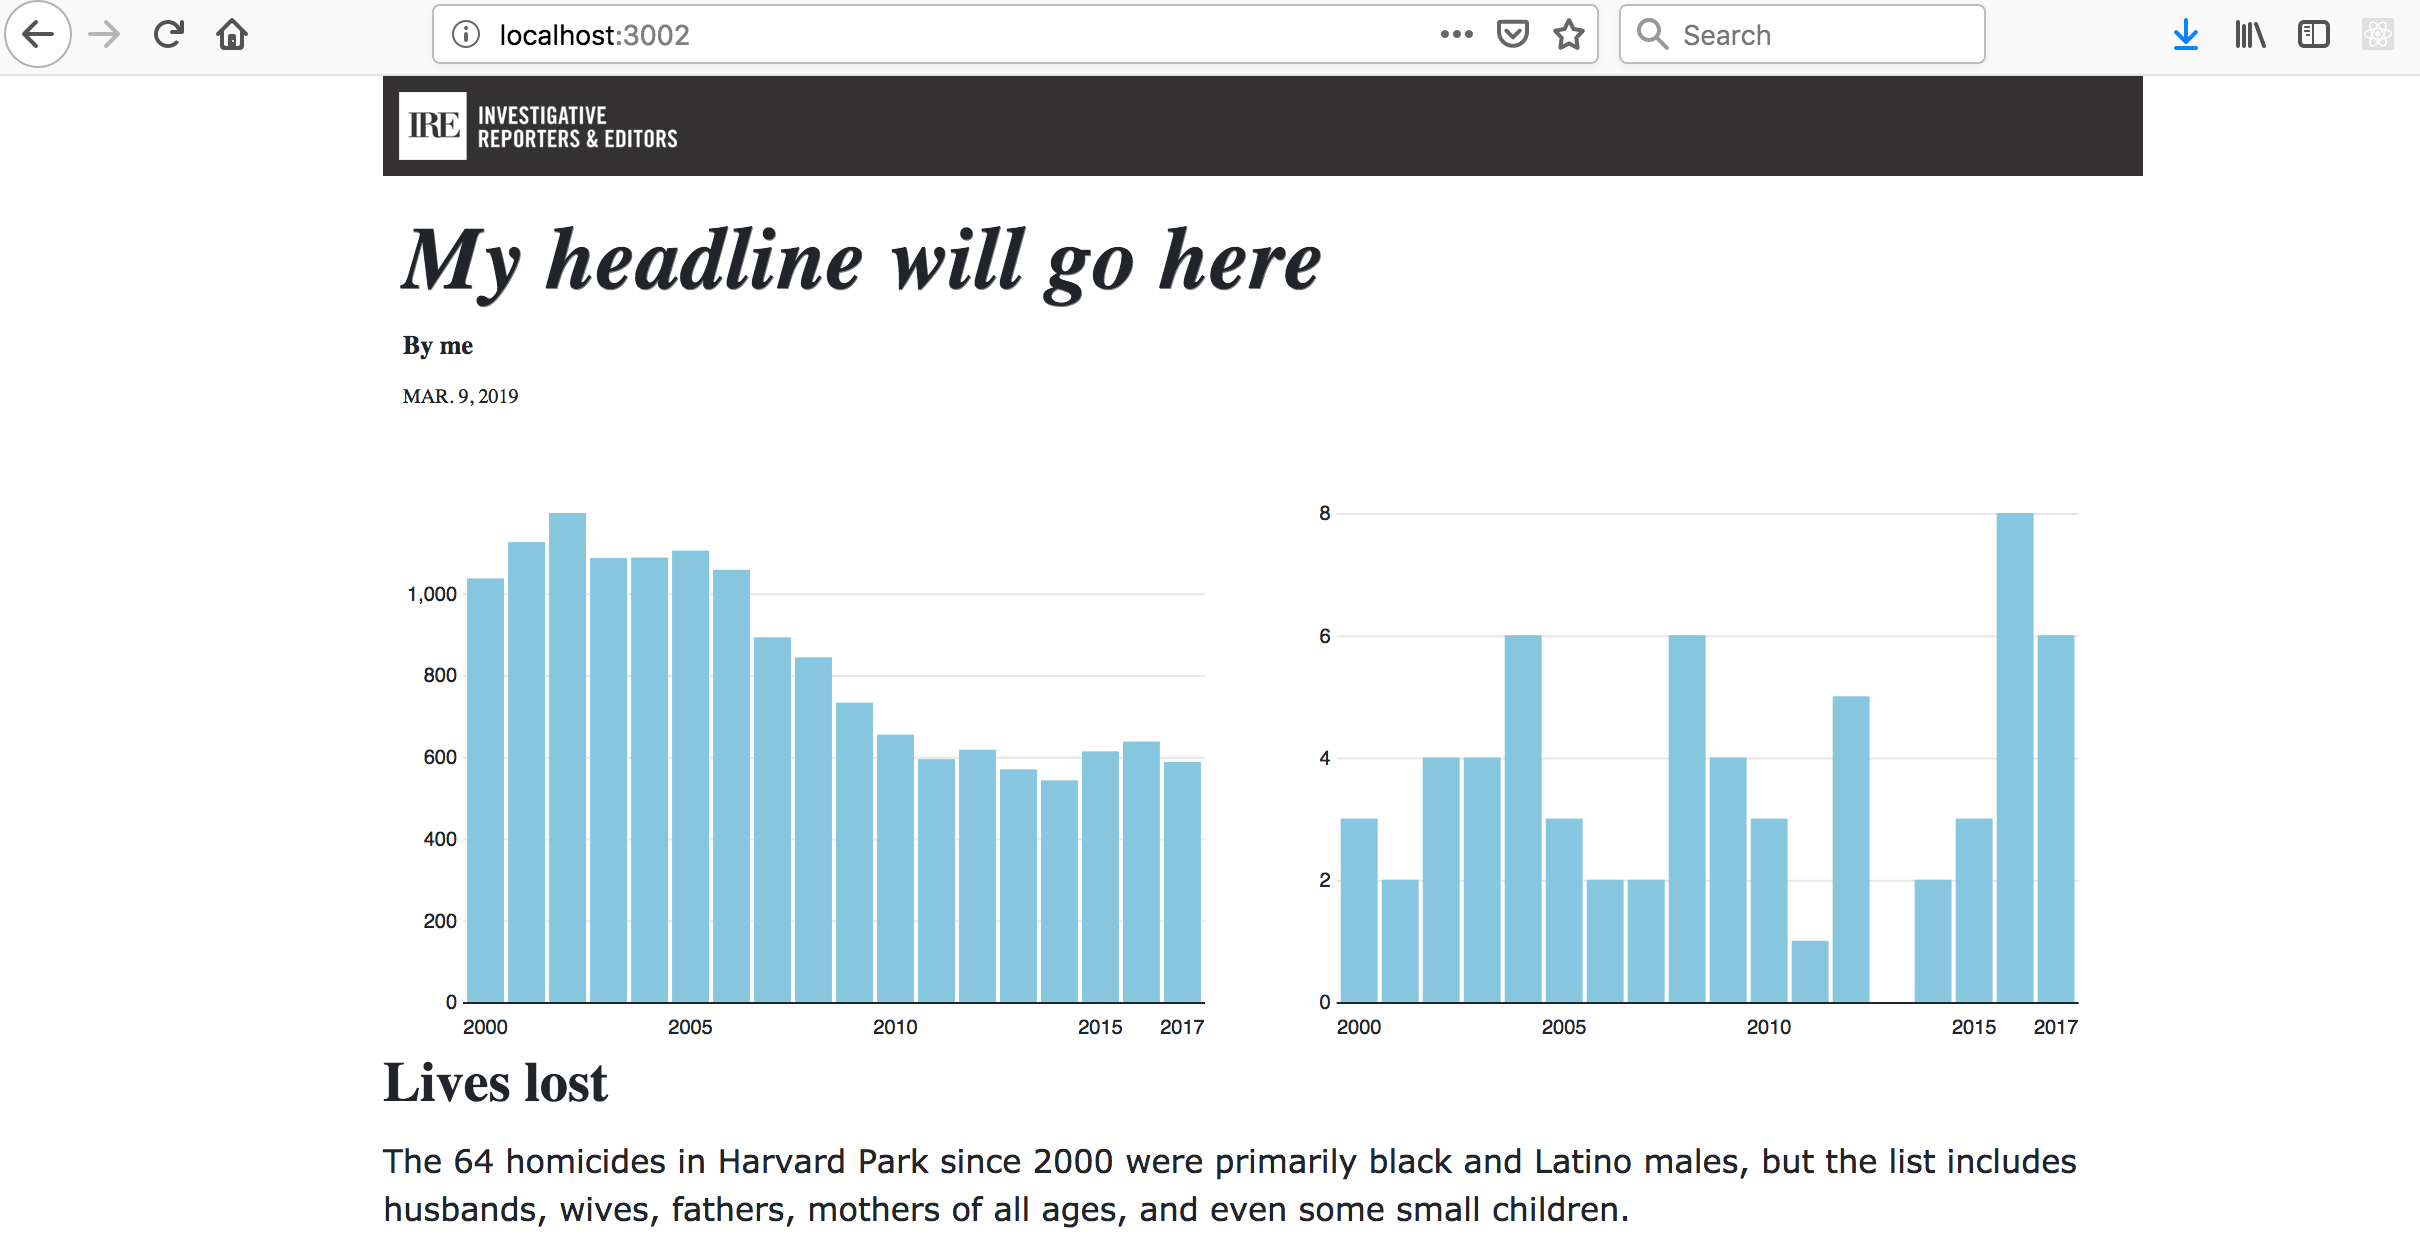 localhost:3002
Search
IRE
INVESTIGATIVE
REPORTERS & EDITORS
My headline will go here
By me
MAR. 9, 2019
1,000
800
600
400
200
0
2000 2005 2010 2015 2017
8
6
4
2
0
2000 2005 2010 2015 2017
Lives lost
The 64 homicides in Harvard Park since 2000 were primarily black and Latino males, but the list includes
husbands, wives, fathers, mothers of all ages, and even some small children.